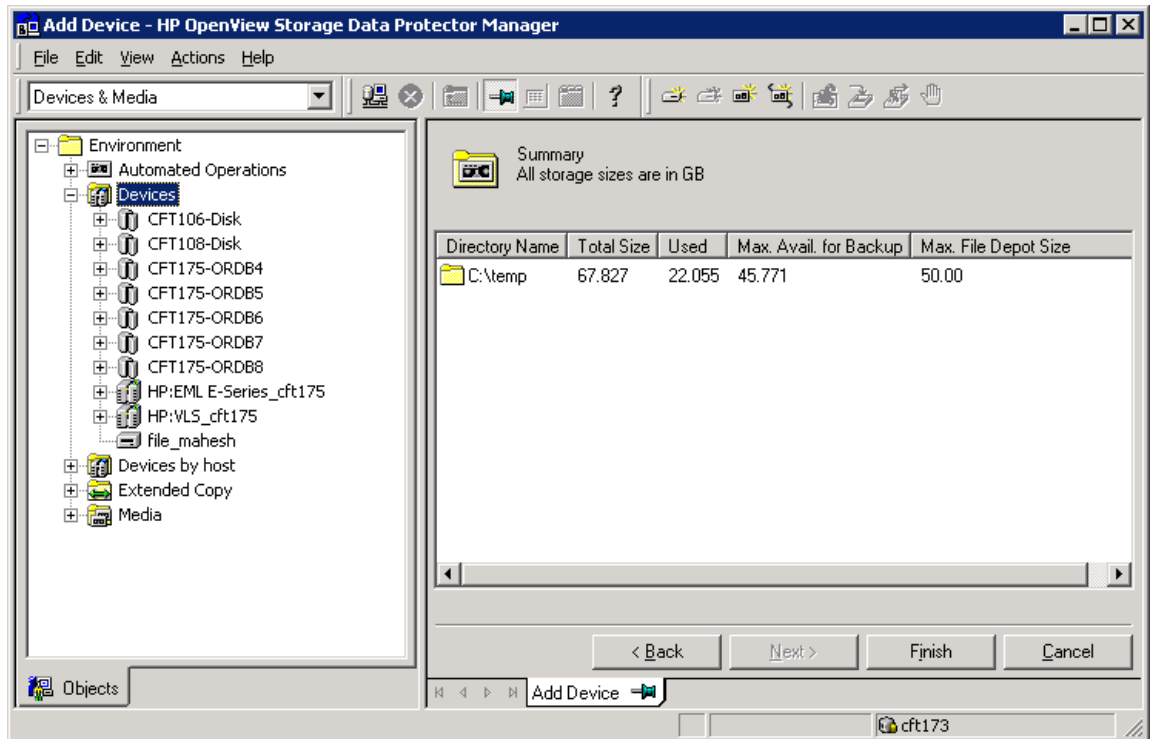 Add Device - HP OpenView Storage Data Protector Manager
File Edit View Actions Help
Devices & Media
Environment
Automated Operations
Devices
CFT106-Disk
CFT108-Disk
CFT175-ORDB4
CFT175-ORDB5
CFT175-ORDB6
CFT175-ORDB7
CFT175-ORDB8
HP:EML E-Series_cft175
HP:VLS_cft175
file_mahesh
Devices by host
Extended Copy
Media
Objects
Summary
All storage sizes are in GB
Directory Name Total Size Used Max. Avail. for Backup Max. File Depot Size
C:\temp 67.827 22.055 45.771 50.00
< Back Next > Finish Cancel
Add Device
cft173